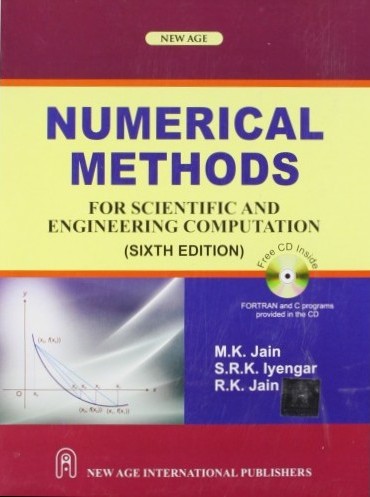 NEW AGE
NUMERICAL
METHODS
FOR SCIENTIFIC AND
ENGINEERING COMPUTATION
(SIXTH EDITION)
Free CD Inside
FORTRAN and C programs
provided in the CD
M.K. Jain
S.R.K. Iyengar
R.K. Jain
NEW AGE INTERNATIONAL PUBLISHERS
y
O
x